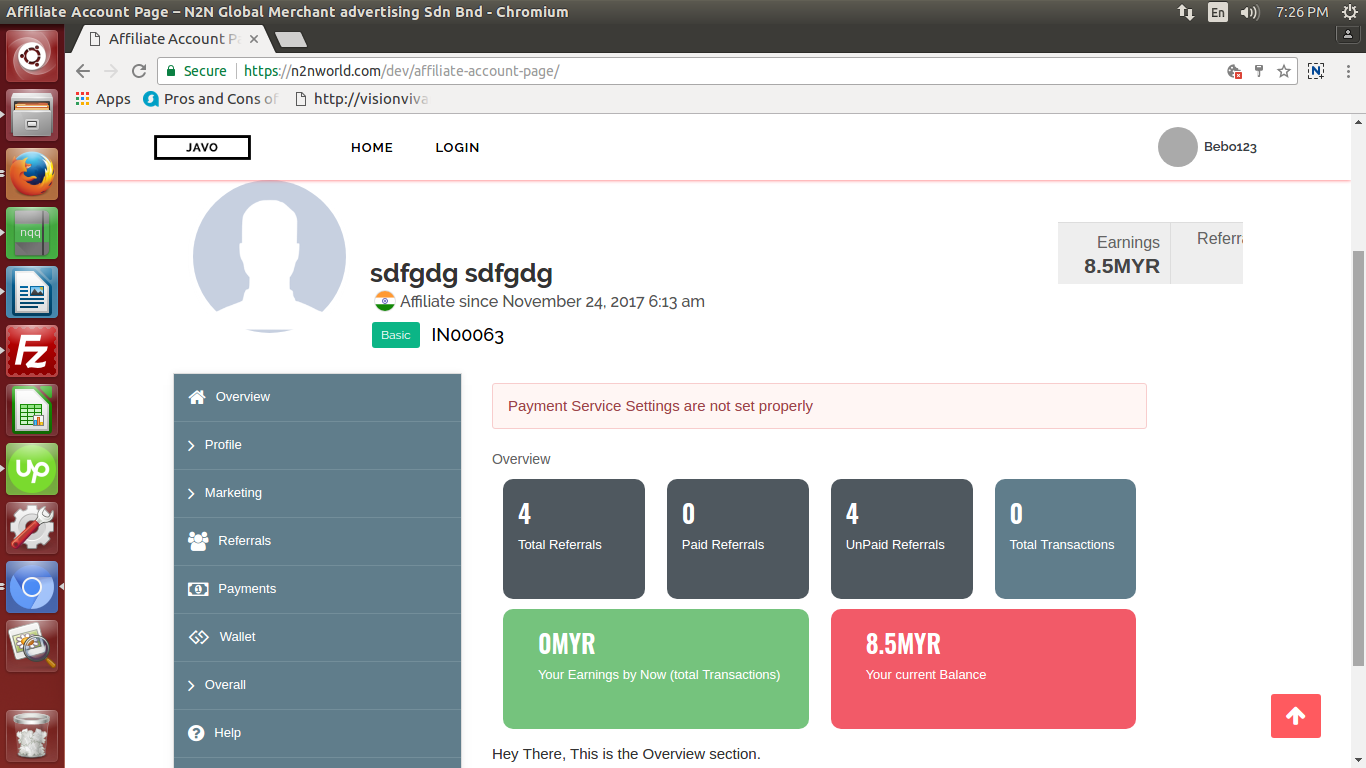 Affiliate Account Page – N2N Global Merchant advertising Sdn Bnd - Chromium
En
7:26 PM
Affiliate Account P
Secure
https://n2nworld.com/dev/affiliate-account-page/
Apps
Pros and Cons of
http://visionviva
JAVO
HOME
LOGIN
Bebo123
Earnings
8.5MYR
Referra
sdfgdg sdfgdg
Affiliate since November 24, 2017 6:13 am
Basic
IN00063
nqq
Fz
up
Overview
Profile
Marketing
Referrals
Payments
Wallet
Overall
Help
Payment Service Settings are not set properly
Overview
4
Total Referrals
0
Paid Referrals
4
UnPaid Referrals
0
Total Transactions
0MYR
Your Earnings by Now (total Transactions)
8.5MYR
Your current Balance
Hey There, This is the Overview section.